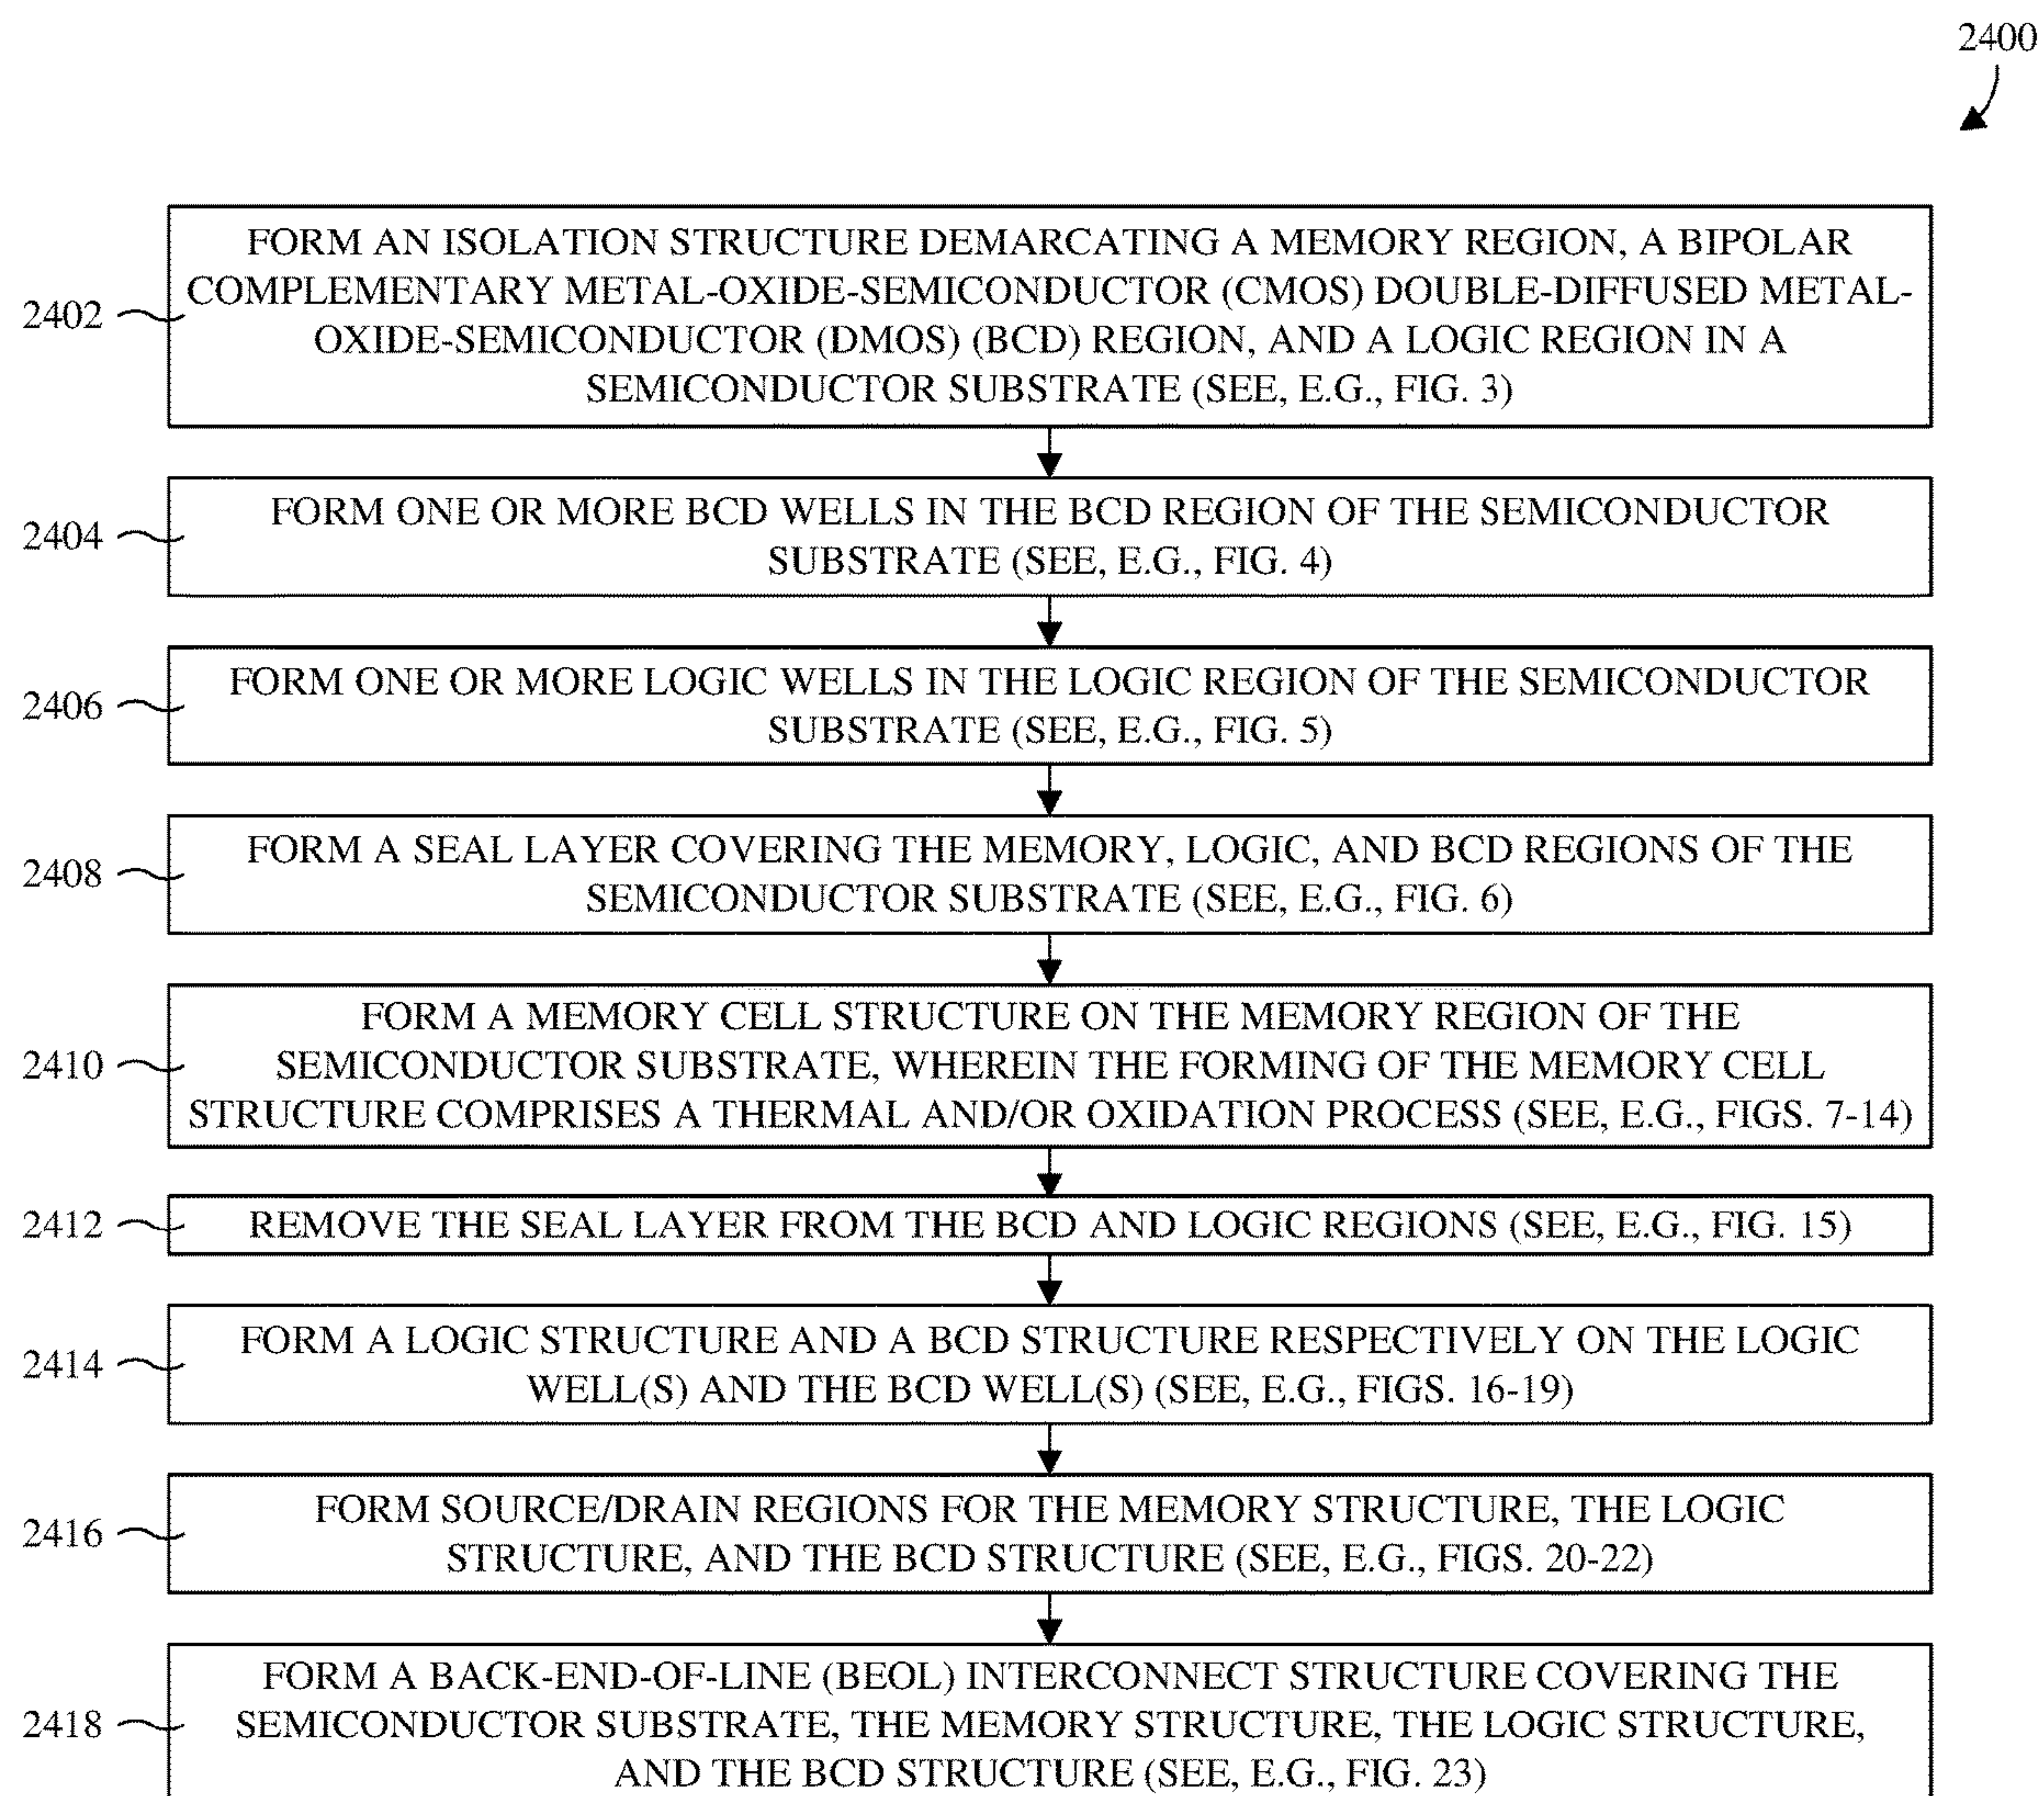 2400
2402
FORM AN ISOLATION STRUCTURE DEMARCATING A MEMORY REGION, A BIPOLAR
COMPLEMENTARY METAL-OXIDE-SEMICONDUCTOR (CMOS) DOUBLE-DIFFUSED METAL-
OXIDE-SEMICONDUCTOR (DMOS) (BCD) REGION, AND A LOGIC REGION IN A
SEMICONDUCTOR SUBSTRATE (SEE, E.G., FIG. 3)
2404
FORM ONE OR MORE BCD WELLS IN THE BCD REGION OF THE SEMICONDUCTOR
SUBSTRATE (SEE, E.G., FIG. 4)
2406
FORM ONE OR MORE LOGIC WELLS IN THE LOGIC REGION OF THE SEMICONDUCTOR
SUBSTRATE (SEE, E.G., FIG. 5)
2408
FORM A SEAL LAYER COVERING THE MEMORY, LOGIC, AND BCD REGIONS OF THE
SEMICONDUCTOR SUBSTRATE (SEE, E.G., FIG. 6)
2410
FORM A MEMORY CELL STRUCTURE ON THE MEMORY REGION OF THE
SEMICONDUCTOR SUBSTRATE, WHEREIN THE FORMING OF THE MEMORY CELL
STRUCTURE COMPRISES A THERMAL AND/OR OXIDATION PROCESS (SEE, E.G., FIGS. 7-14)
2412
REMOVE THE SEAL LAYER FROM THE BCD AND LOGIC REGIONS (SEE, E.G., FIG. 15)
2414
FORM A LOGIC STRUCTURE AND A BCD STRUCTURE RESPECTIVELY ON THE LOGIC
WELL(S) AND THE BCD WELL(S) (SEE, E.G., FIGS. 16-19)
2416
FORM SOURCE/DRAIN REGIONS FOR THE MEMORY STRUCTURE, THE LOGIC
STRUCTURE, AND THE BCD STRUCTURE (SEE, E.G., FIGS. 20-22)
2418
FORM A BACK-END-OF-LINE (BEOL) INTERCONNECT STRUCTURE COVERING THE
SEMICONDUCTOR SUBSTRATE, THE MEMORY STRUCTURE, THE LOGIC STRUCTURE,
AND THE BCD STRUCTURE (SEE, E.G., FIG. 23)